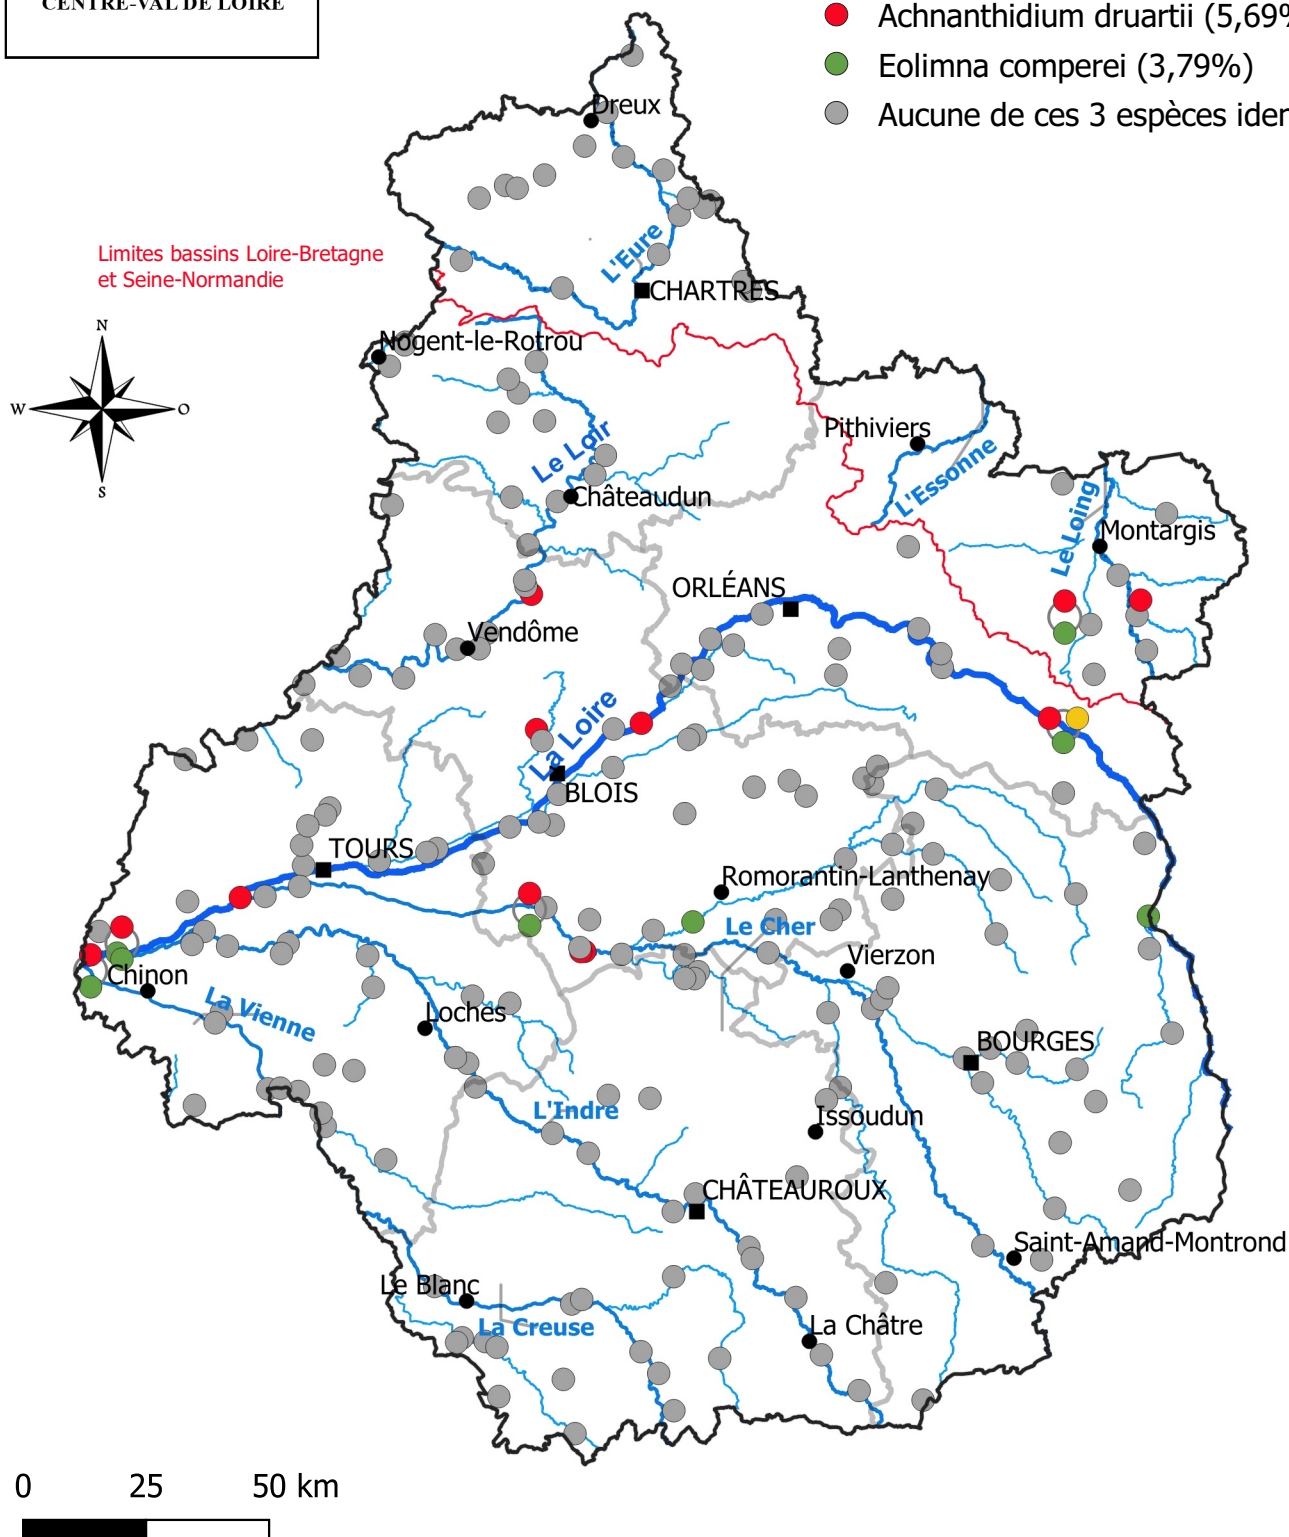 CENTRE-VAL DE LOIRE
Achnanthidium druartii (5,69%
Eolimna comperei (3,79%)
Aucune de ces 3 espèces iden
Dreux
Limites bassins Loire-Bretagne
et Seine-Normandie
L'Eure
CHARTRES
N
W
O
S
Nogent-le-Rotrou
Pithiviers
Le Loir
L'Essonne
Châteaudun
Le Loing
Montargis
ORLÉANS
Vendôme
La Loire
BLOIS
TOURS
Romorantin-Lanthenay
Le Cher
Vierzon
Chinon
La Vienne
Loches
BOURGES
L'Indre
Issoudun
CHÂTEAUROUX
Saint-Amand-Montrond
Le Blanc
La Creuse
La Châtre
0 25 50 km